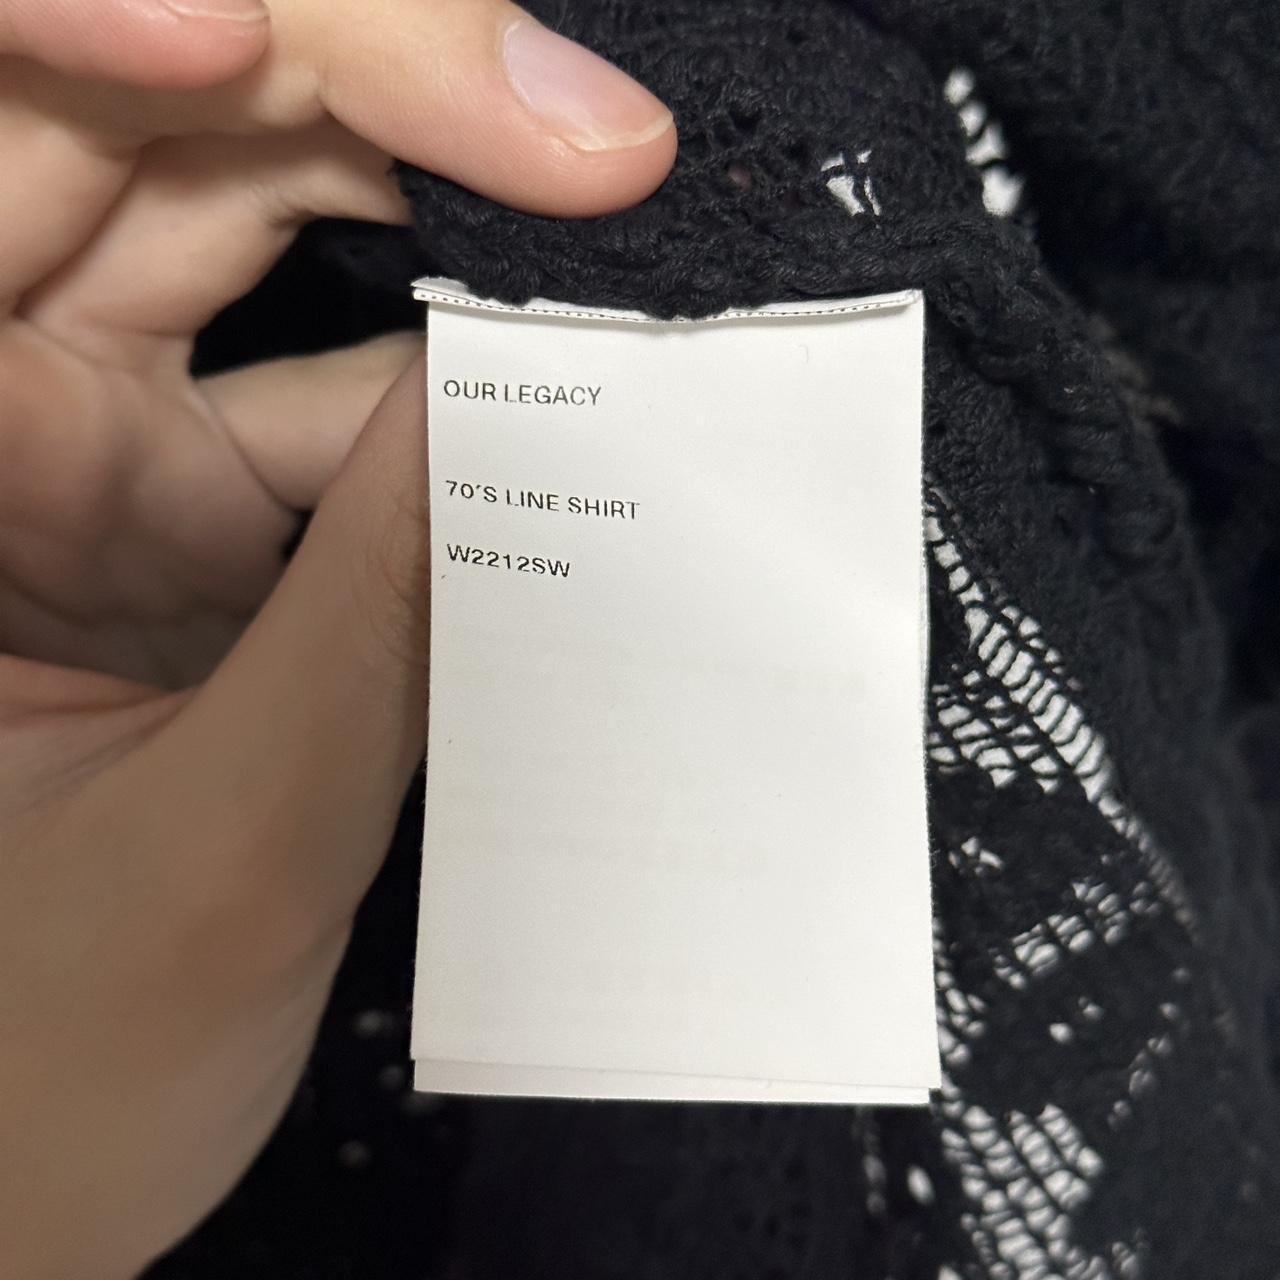 OUR LEGACY
70'S LINE SHIRT
W2212SW